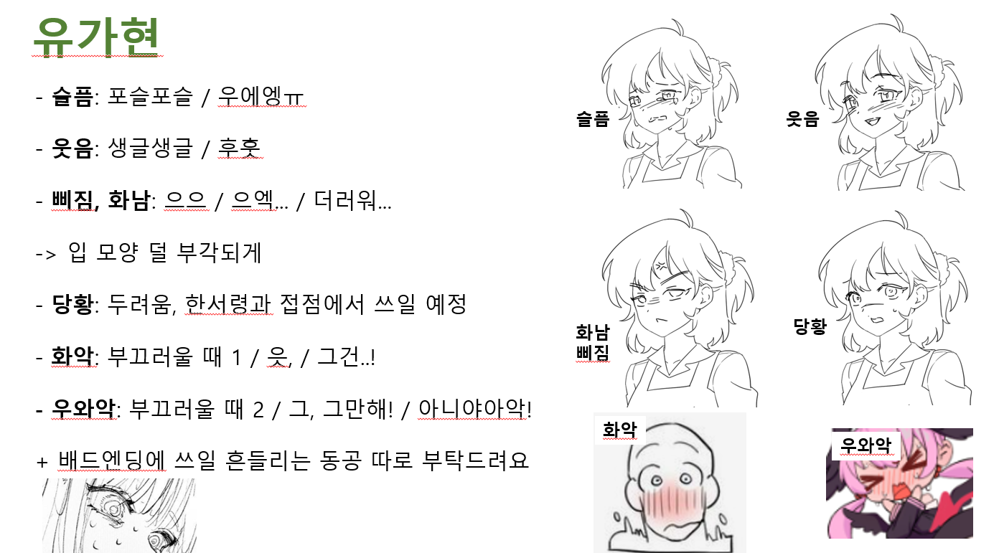 유가현
- 슬픔: 포슬포슬 / 우에엥ㅠ
- 웃음: 생글생글 / 후훗
- 삐짐, 화남: 으으 / 으엑... / 더러워...
-> 입 모양 덜 부각되게
- 당황: 두려움, 한서령과 접점에서 쓰일 예정
- 화악: 부끄러울 때 1 / 읏, / 그건..!
- 우와악: 부끄러울 때 2 / 그, 그만해! / 아니야아악!
+ 배드엔딩에 쓰일 흔들리는 동공 따로 부탁드려요
슬픔
웃음
화남
삐짐
당황
화악
우와악